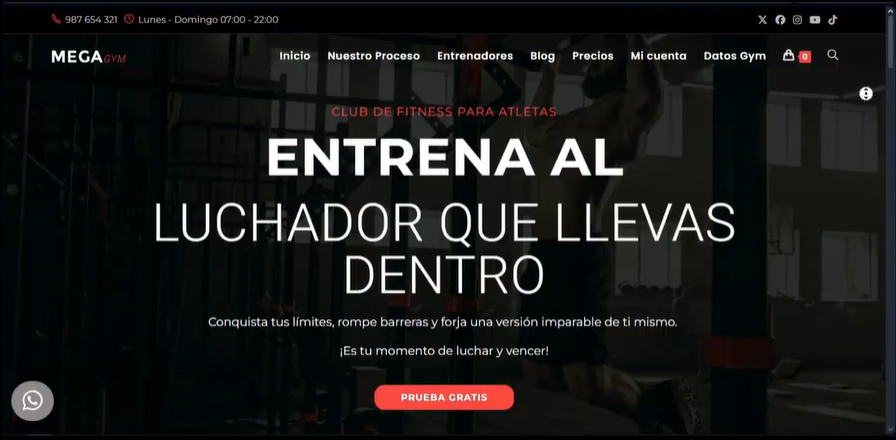 987 654 321 Lunes - Domingo 07:00 - 22:00
MEGAGYM
Inicio Nuestro Proceso Entrenadores Blog Precios Mi cuenta Datos Gym 0
CLUB DE FITNESS PARA ATLETAS
ENTRENA AL
LUCHADOR QUE LLEVAS
DENTRO
Conquista tus límites, rompe barreras y forja una versión imparable de ti mismo.
¡Es tu momento de luchar y vencer!
PRUEBA GRATIS